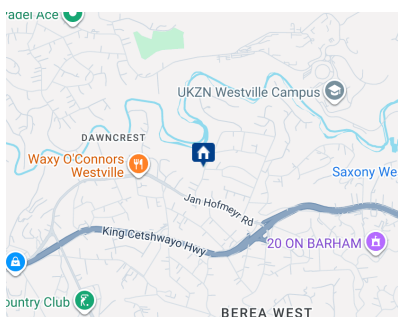 Padel Ace
UKZN Westville Campus
DAWNCREST
Waxy O'Connors
Westville
Saxony We
Jan Hofmeyr Rd
King Cetshwayo Hwy
20 ON BARHAM
ountry Club
BEREA WEST